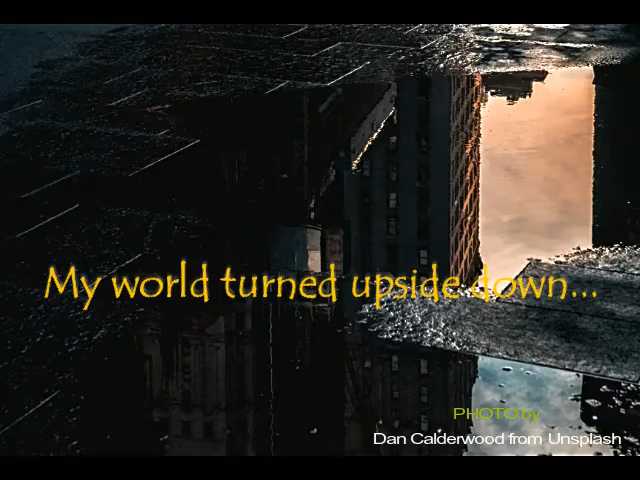 My world turned upside down...
PHOTO by
Dan Calderwood from Unsplash